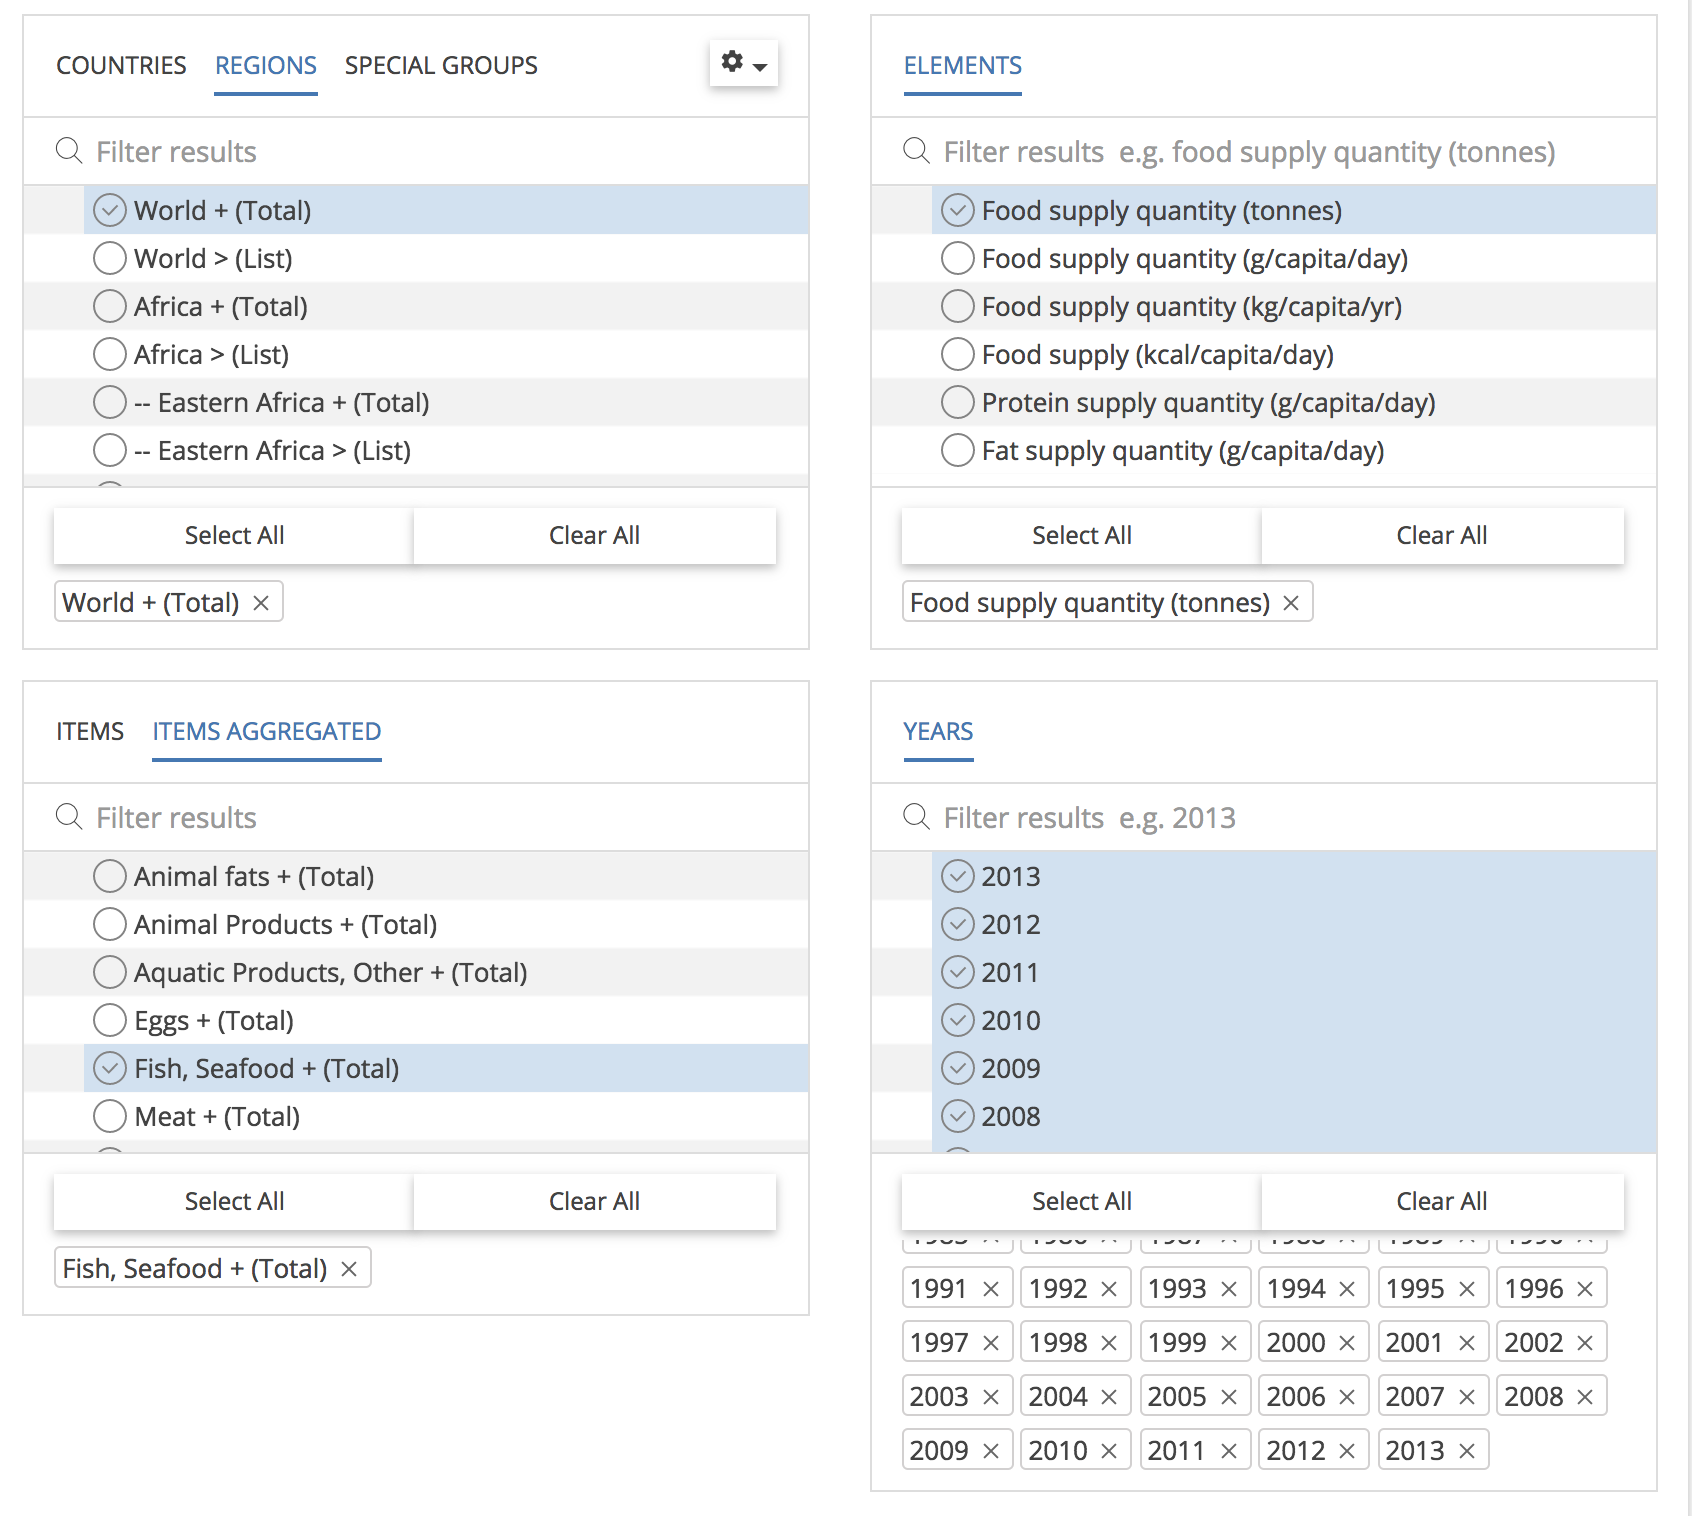 COUNTRIES REGIONS SPECIAL GROUPS
Filter results
World + (Total)
World > (List)
Africa + (Total)
Africa > (List)
-- Eastern Africa + (Total)
-- Eastern Africa > (List)
Select All Clear All
World + (Total) ×
ELEMENTS
Filter results e.g. food supply quantity (tonnes)
Food supply quantity (tonnes)
Food supply quantity (g/capita/day)
Food supply quantity (kg/capita/yr)
Food supply (kcal/capita/day)
Protein supply quantity (g/capita/day)
Fat supply quantity (g/capita/day)
Select All Clear All
Food supply quantity (tonnes) ×
ITEMS ITEMS AGGREGATED
Filter results
Animal fats + (Total)
Animal Products + (Total)
Aquatic Products, Other + (Total)
Eggs + (Total)
Fish, Seafood + (Total)
Meat + (Total)
Select All Clear All
Fish, Seafood + (Total) ×
YEARS
Filter results e.g. 2013
2013
2012
2011
2010
2009
2008
Select All Clear All
1991 × 1992 × 1993 × 1994 × 1995 × 1996 ×
1997 × 1998 × 1999 × 2000 × 2001 × 2002 ×
2003 × 2004 × 2005 × 2006 × 2007 × 2008 ×
2009 × 2010 × 2011 × 2012 × 2013 ×